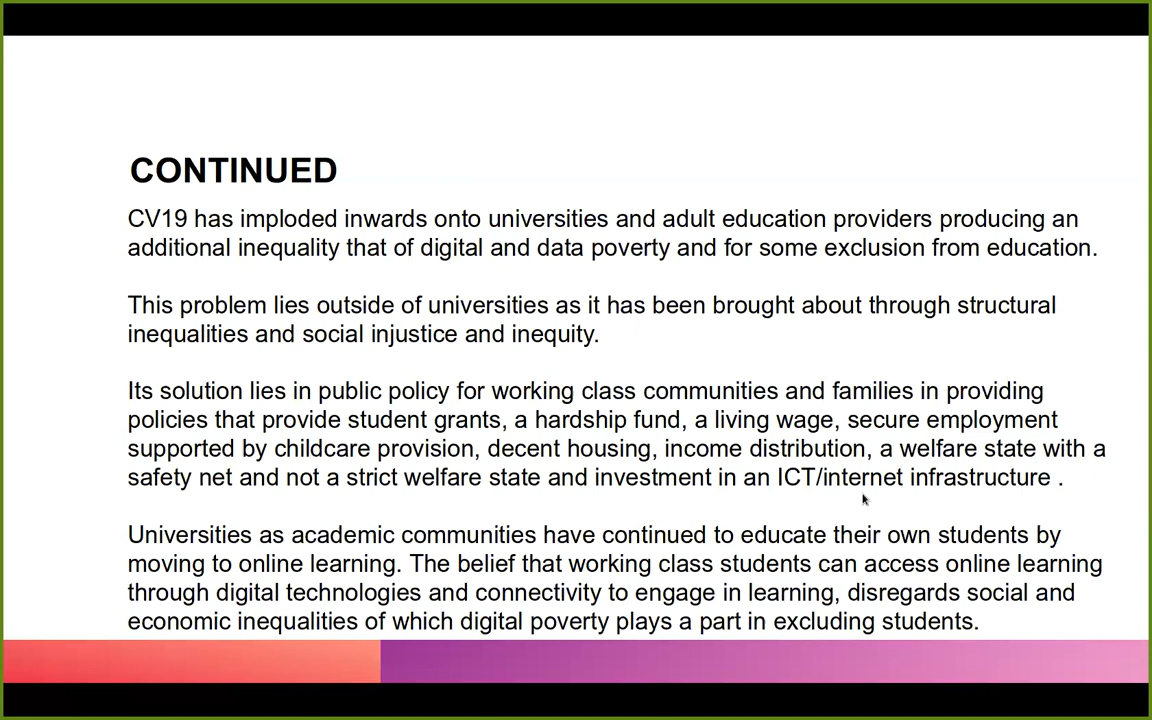 CONTINUED
CV19 has imploded inwards onto universities and adult education providers producing an
additional inequality that of digital and data poverty and for some exclusion from education.
This problem lies outside of universities as it has been brought about through structural
inequalities and social injustice and inequity.
Its solution lies in public policy for working class communities and families in providing
policies that provide student grants, a hardship fund, a living wage, secure employment
supported by childcare provision, decent housing, income distribution, a welfare state with a
safety net and not a strict welfare state and investment in an ICT/internet infrastructure .
Universities as academic communities have continued to educate their own students by
moving to online learning. The belief that working class students can access online learning
through digital technologies and connectivity to engage in learning, disregards social and
economic inequalities of which digital poverty plays a part in excluding students.